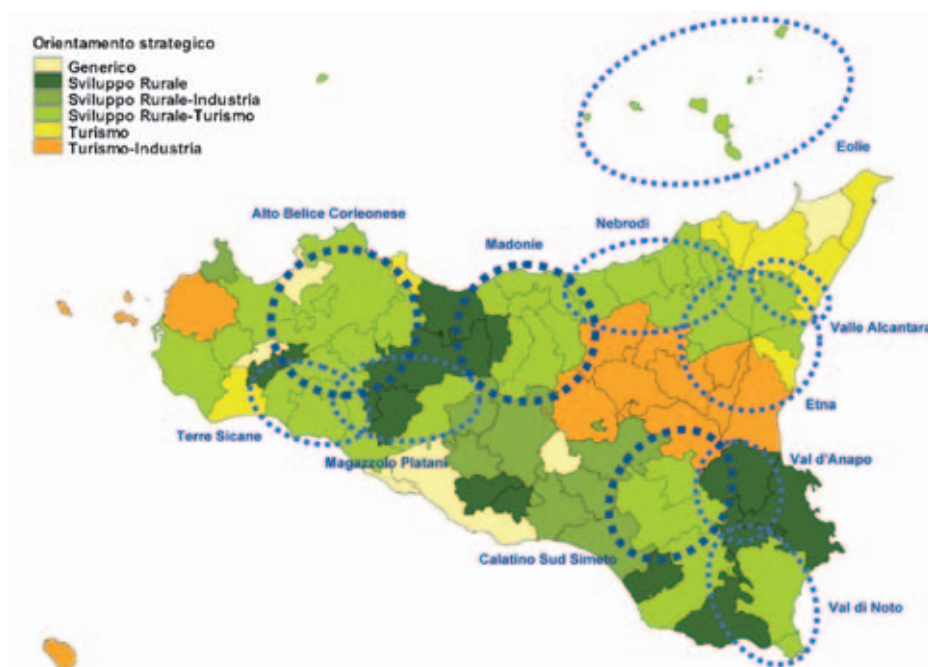 Orientamento strategico
Generico
Sviluppo Rurale
Sviluppo Rurale-Industria
Sviluppo Rurale-Turismo
Turismo
Turismo-Industria
Eolie
Alto Belice Corleonese
Nebrodi
Madonie
Valle Alcantara
Etna
Terre Sicane
Magazzolo Platani
Val d'Anapo
Calatino Sud Simeto
Val di Noto